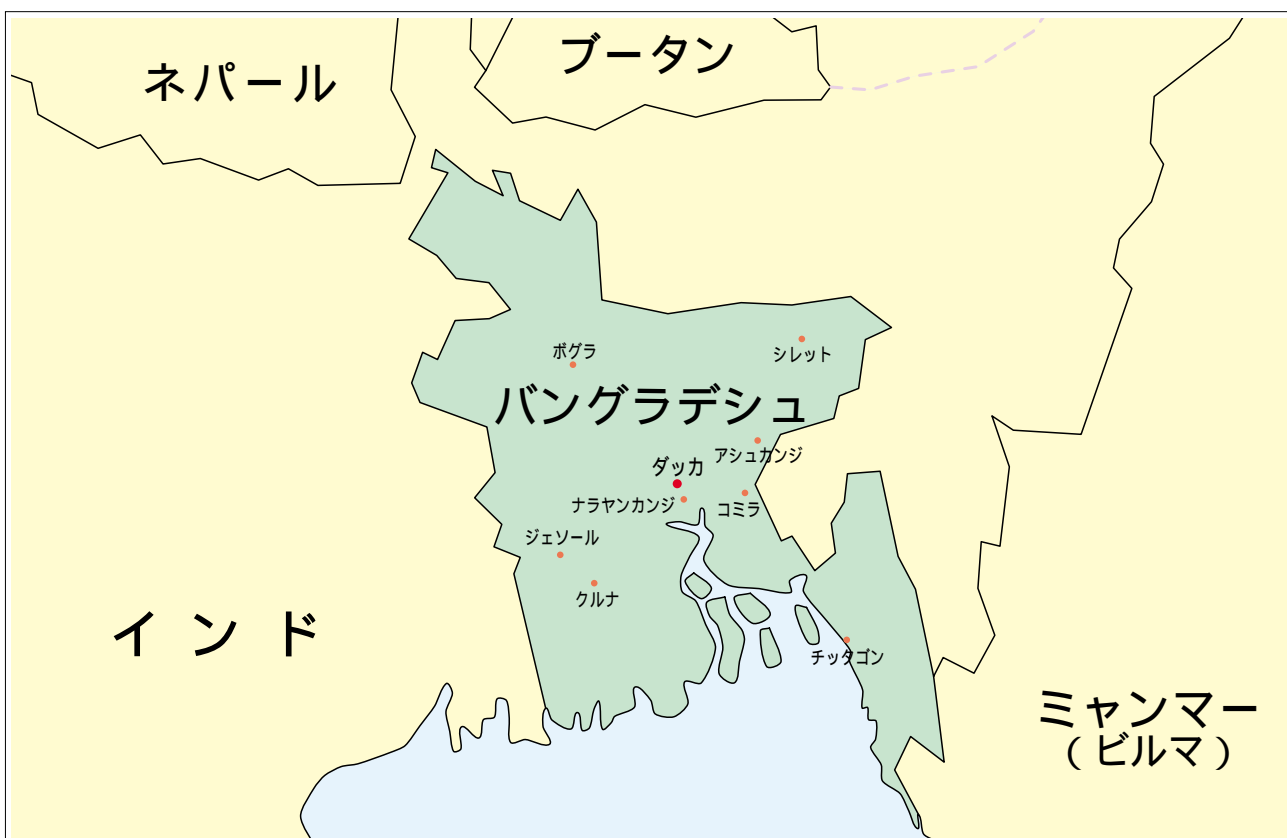 ネパール
ブータン
ボグラ
シレット
バングラデシュ
アシュカンジ
ダッカ
ナラヤンカンジ
コミラ
ジェソール
クルナ
インド
チッタゴン
ミャンマー
（ビルマ）